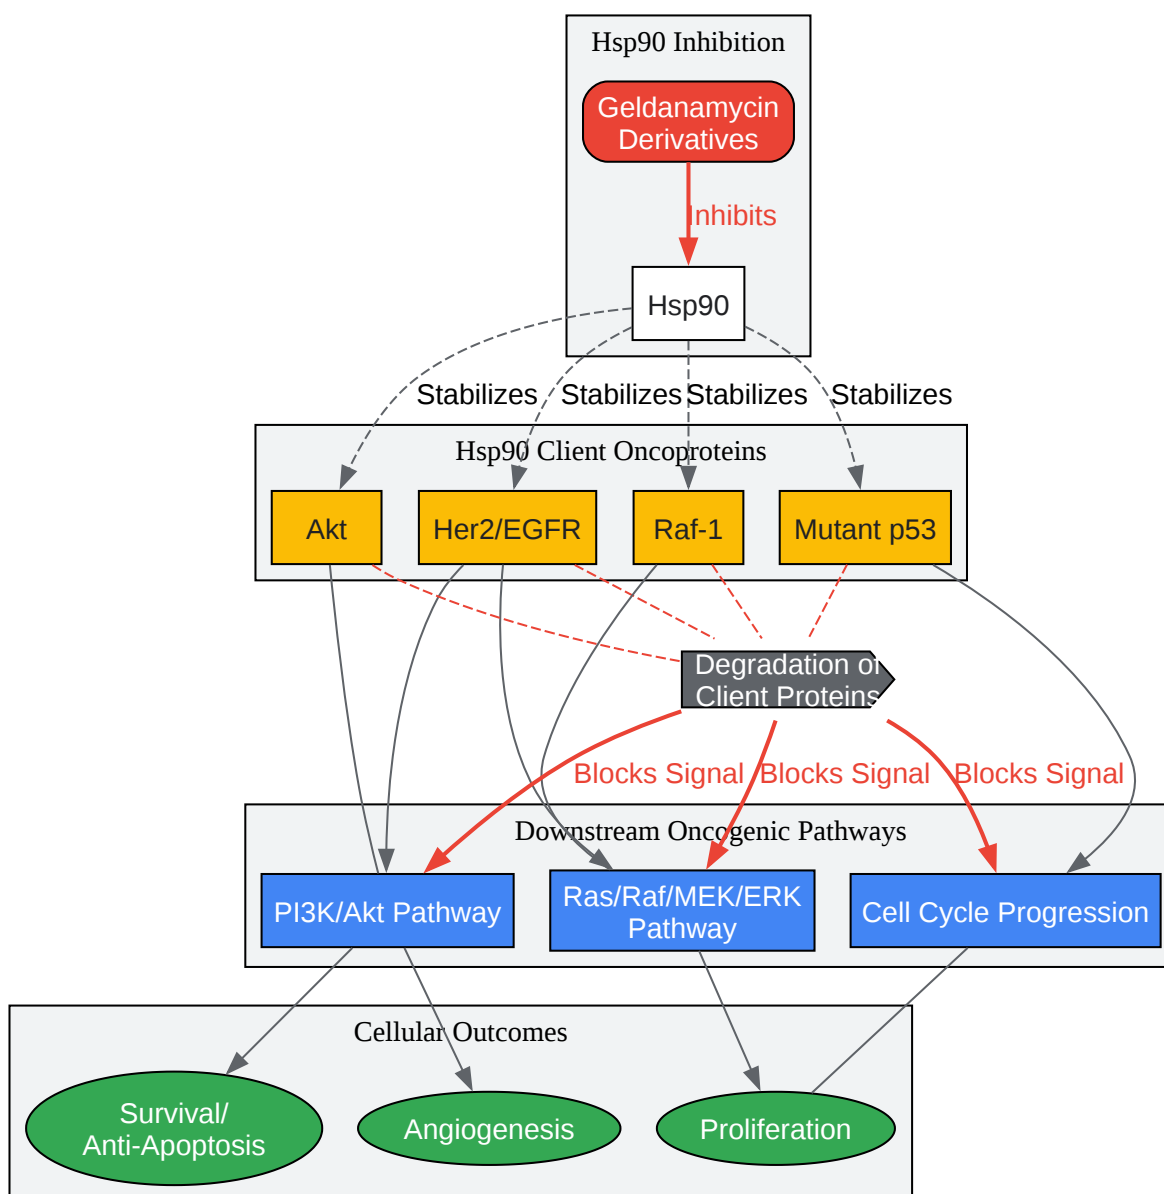 Hsp90 Inhibition
Geldanamycin
Derivatives
Inhibits
Hsp90
Stabilizes
Stabilizes
Stabilizes
Stabilizes
Hsp90 Client Oncoproteins
Akt
Her2/EGFR
Raf-1
Mutant p53
Degradation of
Client Proteins
Blocks Signal
Blocks Signal
Blocks Signal
Downstream Oncogenic Pathways
PI3K/Akt Pathway
Ras/Raf/MEK/ERK
Pathway
Cell Cycle Progression
Cellular Outcomes
Survival/
Anti-Apoptosis
Angiogenesis
Proliferation